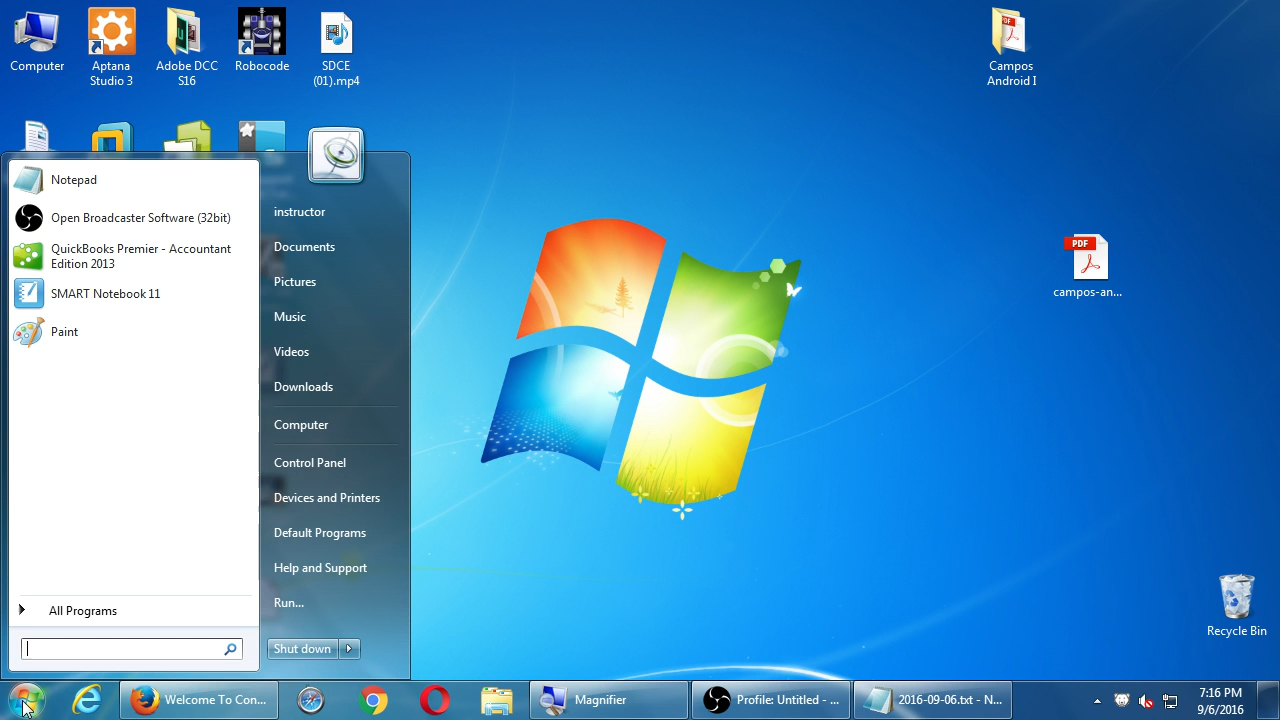 Computer
Aptana
Studio 3
Adobe DCC
S16
Robocode
SDCE
(01).mp4
Campos
Android I
PDF
campos-an...
Recycle Bin
Notepad
Open Broadcaster Software (32bit)
QuickBooks Premier - Accountant
Edition 2013
SMART Notebook 11
Paint
All Programs
instructor
Documents
Pictures
Music
Videos
Downloads
Computer
Control Panel
Devices and Printers
Default Programs
Help and Support
Run...
Shut down
Welcome To Con...
Magnifier
Profile: Untitled - ...
2016-09-06.txt - N...
7:16 PM
9/6/2016